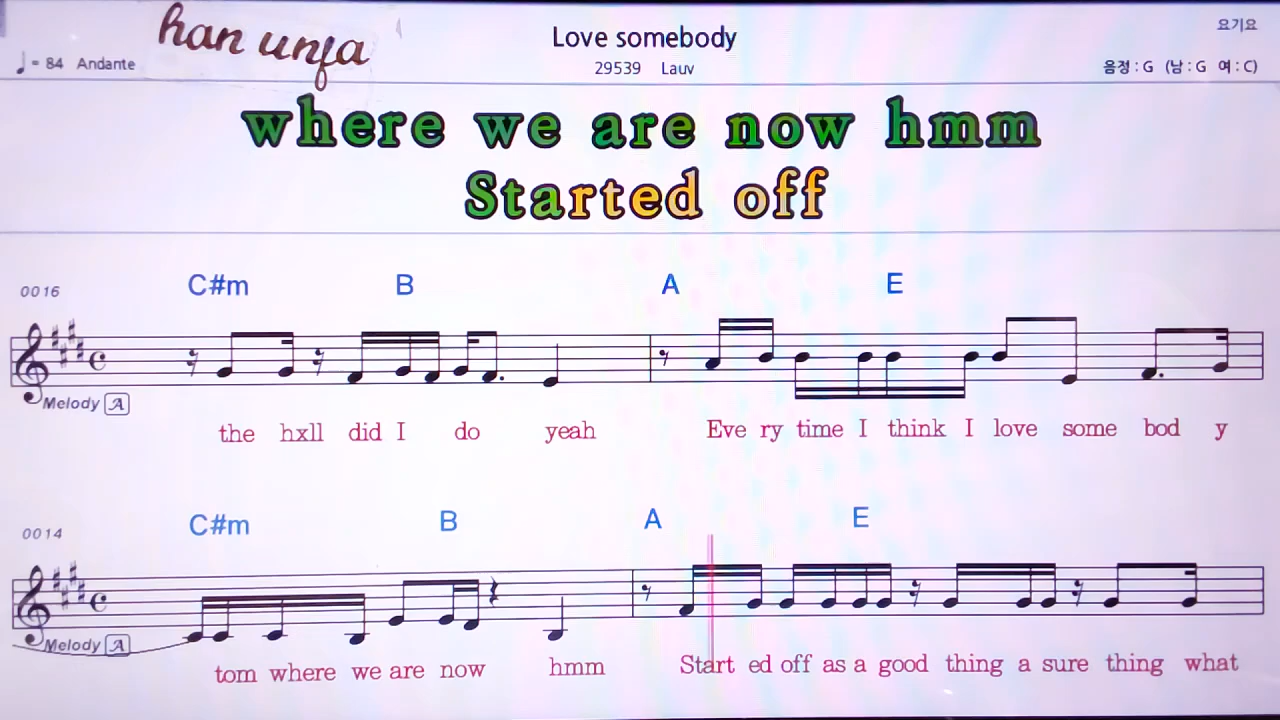 han unfa
Love somebody
요기요
♩= 84 Andante
29539 Lauv
음정 : G (남 : G 여 : C)
where we are now hmm
Started off
0016
C#m B A E
Melody A
the hxll did I do yeah Eve ry time I think I love some bod y
0014
C#m B A E
Melody A
tom where we are now hmm Start ed off as a good thing a sure thing what